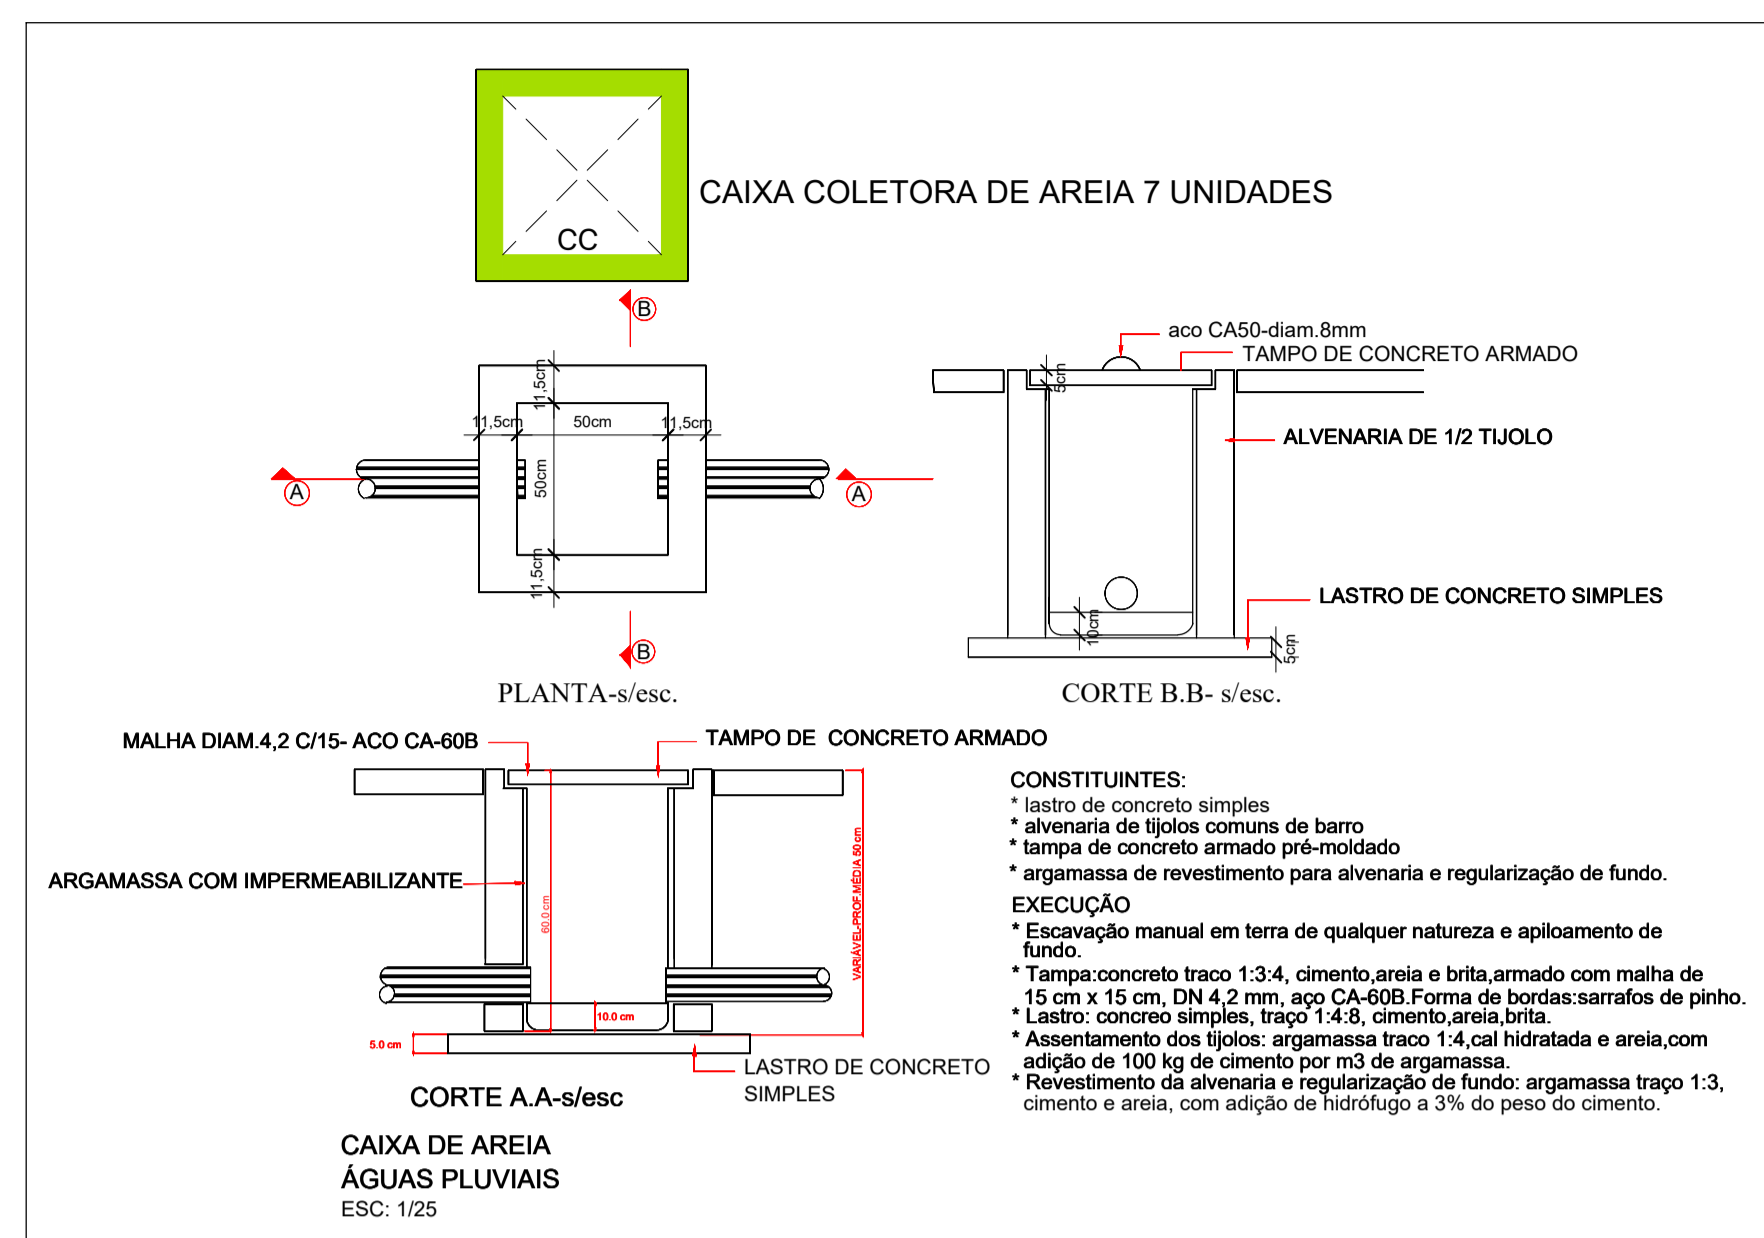 CC
CAIXA COLETORA DE AREIA 7 UNIDADES
B
11,5cm
11,5cm
50cm
11,5cm
50cm
A
A
11,5cm
B
PLANTA-s/esc.
aco CA50-diam.8mm
TAMPO DE CONCRETO ARMADO
5cm
ALVENARIA DE 1/2 TIJOLO
LASTRO DE CONCRETO SIMPLES
10cm
5cm
CORTE B.B- s/esc.
MALHA DIAM.4,2 C/15- ACO CA-60B
TAMPO DE CONCRETO ARMADO
ARGAMASSA COM IMPERMEABILIZANTE
60.0 cm
VARIÁVEL-PROF.MÉDIA 50 cm
10.0 cm
5.0 cm
LASTRO DE CONCRETO
SIMPLES
CORTE A.A-s/esc
CAIXA DE AREIA
ÁGUAS PLUVIAIS
ESC: 1/25
CONSTITUINTES:
* lastro de concreto simples
* alvenaria de tijolos comuns de barro
* tampa de concreto armado pré-moldado
* argamassa de revestimento para alvenaria e regularização de fundo.
EXECUÇÃO
* Escavação manual em terra de qualquer natureza e apiloamento de
fundo.
* Tampa:concreto traco 1:3:4, cimento,areia e brita,armado com malha de
15 cm x 15 cm, DN 4,2 mm, aço CA-60B.Forma de bordas:sarrafos de pinho.
* Lastro: concreo simples, traço 1:4:8, cimento,areia,brita.
* Assentamento dos tijolos: argamassa traco 1:4,cal hidratada e areia,com
adição de 100 kg de cimento por m3 de argamassa.
* Revestimento da alvenaria e regularização de fundo: argamassa traço 1:3,
cimento e areia, com adição de hidrófugo a 3% do peso do cimento.